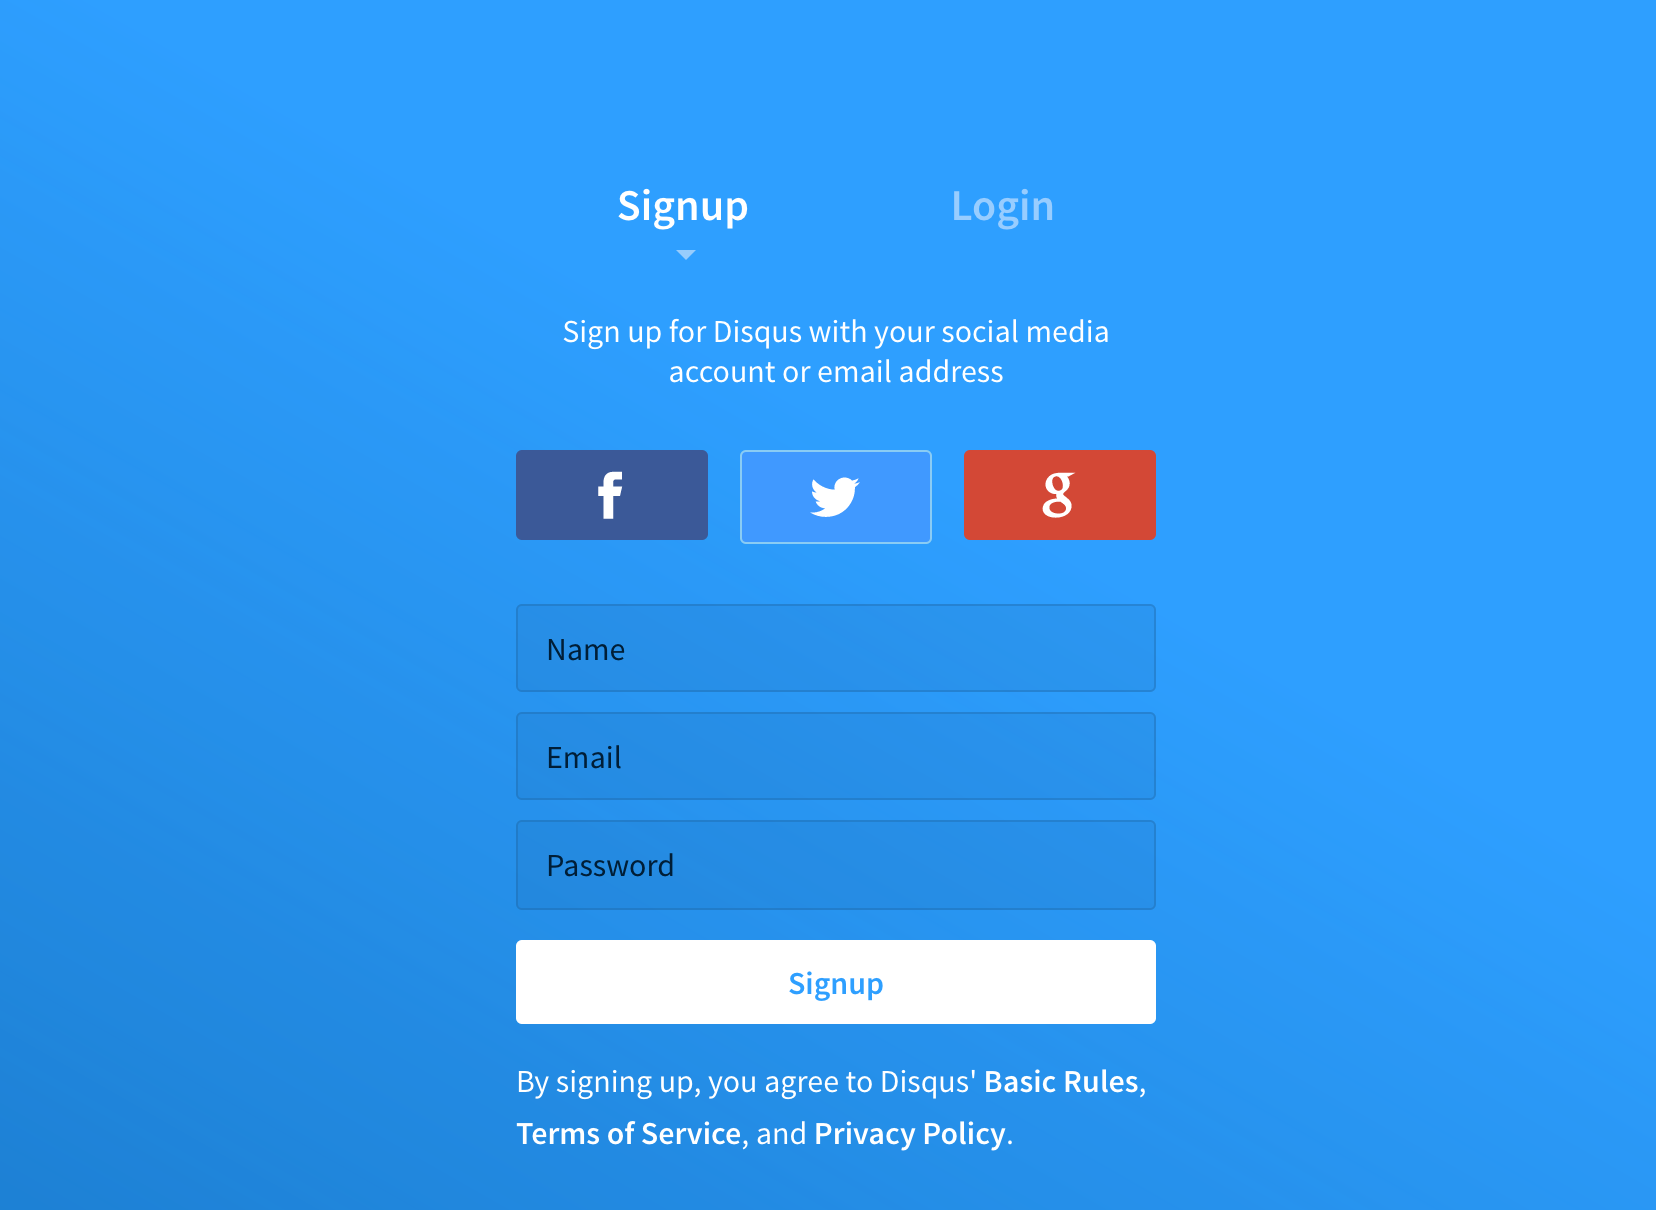 Signup
Login
Sign up for Disqus with your social media
account or email address
f
g
Name
Email
Password
Signup
By signing up, you agree to Disqus' Basic Rules,
Terms of Service, and Privacy Policy.